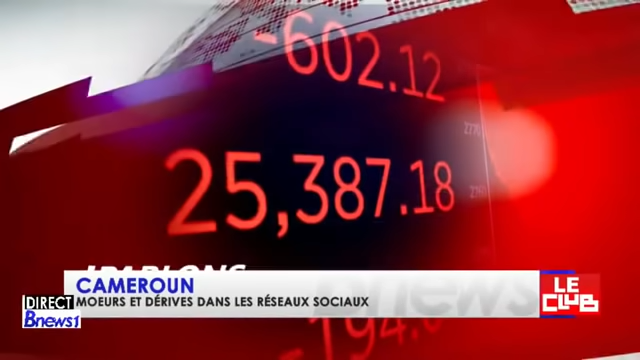 -602.12
25,387.18
CAMEROUN
MOEURS ET DÉRIVES DANS LES RÉSEAUX SOCIAUX
LE
CLUB
DIRECT
Bnews1